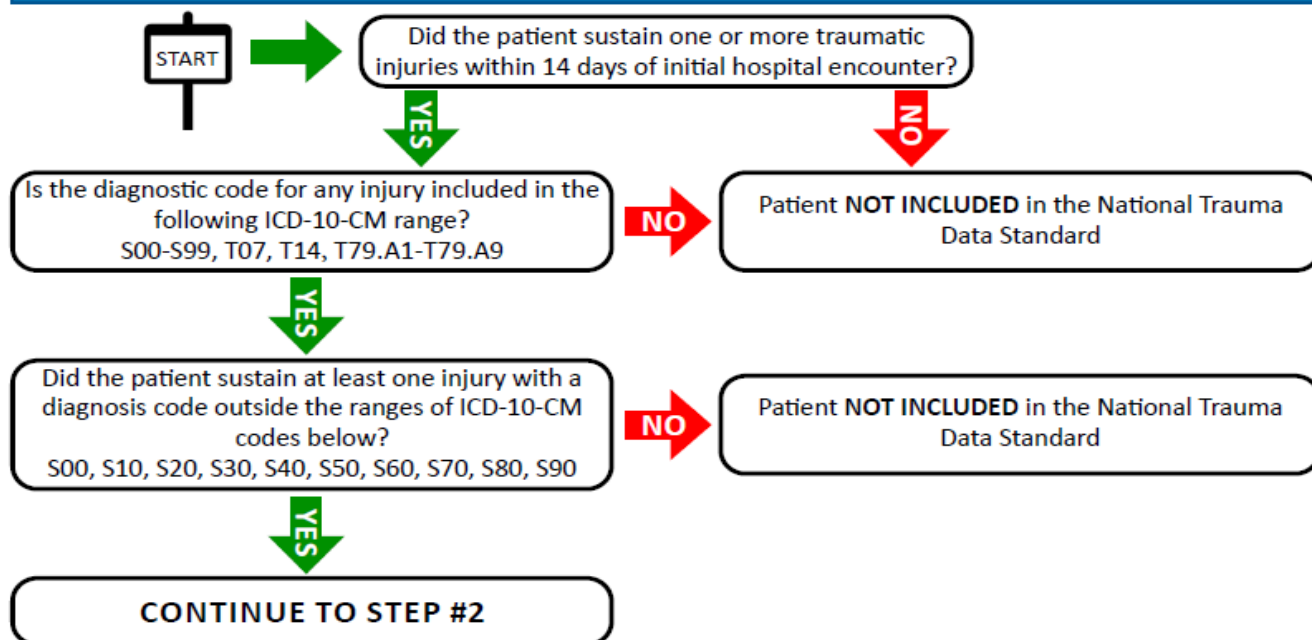 START
Did the patient sustain one or more traumatic
injuries within 14 days of initial hospital encounter?
YES
NO
Is the diagnostic code for any injury included in the
following ICD-10-CM range?
S00-S99, T07, T14, T79.A1-T79.A9
NO
Patient NOT INCLUDED in the National Trauma
Data Standard
YES
Did the patient sustain at least one injury with a
diagnosis code outside the ranges of ICD-10-CM
codes below?
S00, S10, S20, S30, S40, S50, S60, S70, S80, S90
NO
Patient NOT INCLUDED in the National Trauma
Data Standard
YES
CONTINUE TO STEP #2